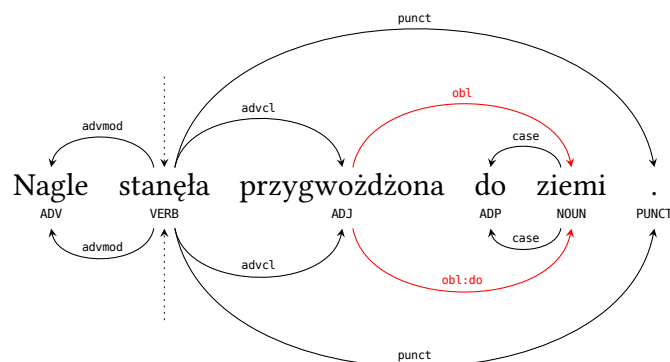 punct
obl
advmod advcl case
Nagle stanęła przygwożdżona do ziemi .
ADV VERB ADJ ADP NOUN PUNCT
advmod advcl case
obl:do
punct